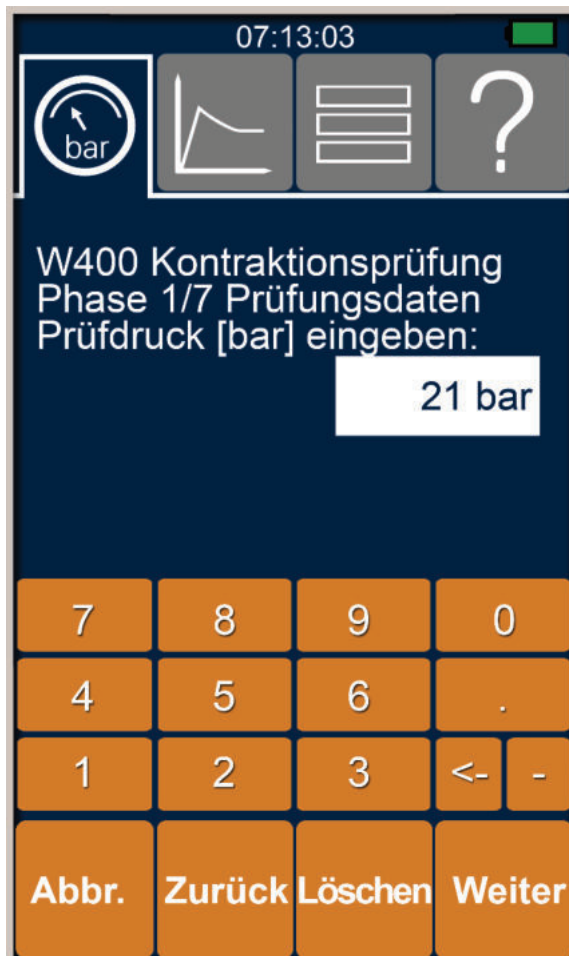 07:13:03
bar
?
W400 Kontraktionsprüfung
Phase 1/7 Prüfungsdaten
Prüfdruck [bar] eingeben:
21 bar
7 8 9 0
4 5 6 .
1 2 3 <- -
Abbr. Zurück Löschen Weiter